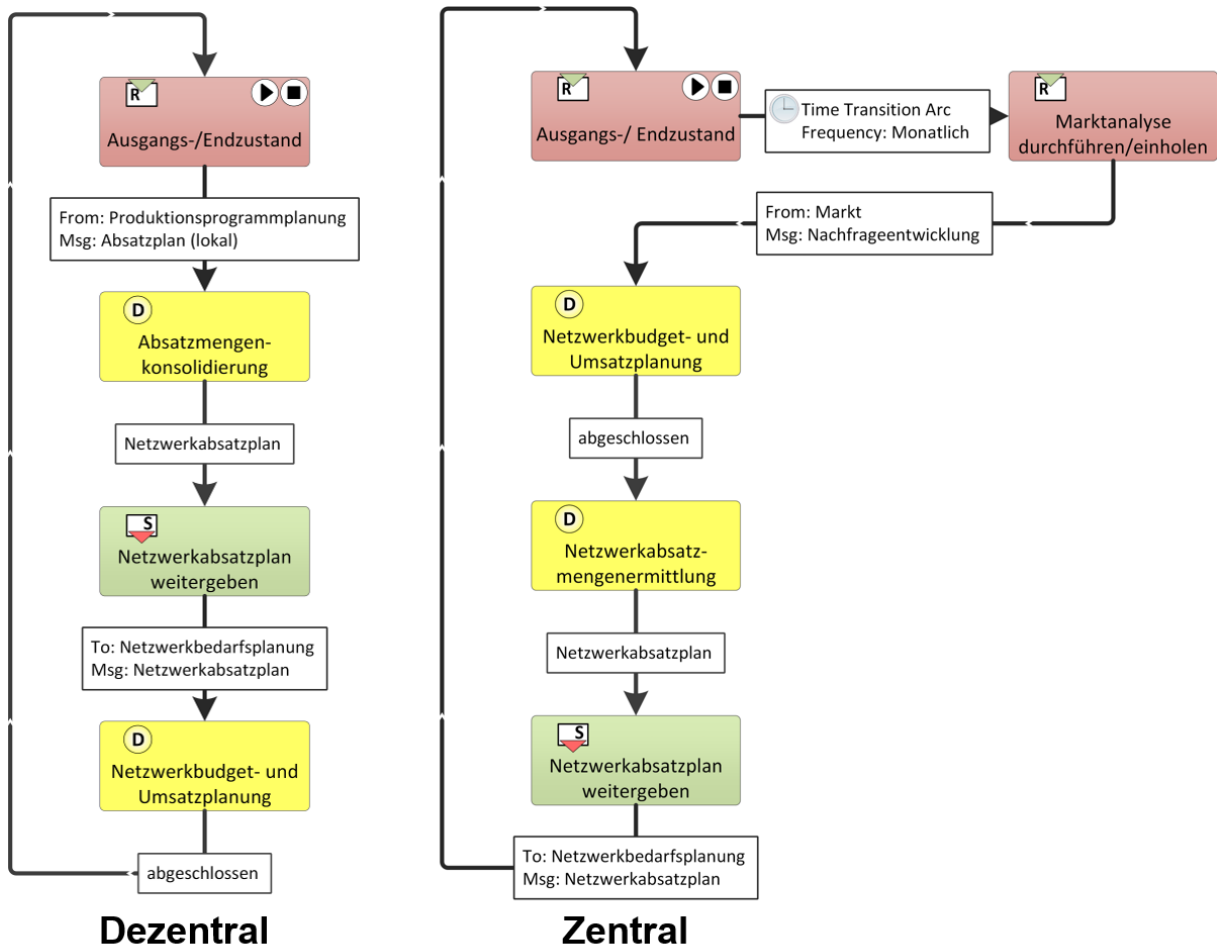 R
Ausgangs-/Endzustand
From: Produktionsprogrammplanung
Msg: Absatzplan (lokal)
D
Absatzmengen-
konsolidierung
Netzwerkabsatzplan
S
Netzwerkabsatzplan
weitergeben
To: Netzwerkbedarfsplanung
Msg: Netzwerkabsatzplan
D
Netzwerkbudget- und
Umsatzplanung
abgeschlossen
Dezentral
R
Ausgangs-/ Endzustand
Time Transition Arc
Frequency: Monatlich
R
Marktanalyse
durchführen/einholen
From: Markt
Msg: Nachfrageentwicklung
D
Netzwerkbudget- und
Umsatzplanung
abgeschlossen
D
Netzwerkabsatz-
mengenermittlung
Netzwerkabsatzplan
S
Netzwerkabsatzplan
weitergeben
To: Netzwerkbedarfsplanung
Msg: Netzwerkabsatzplan
Zentral